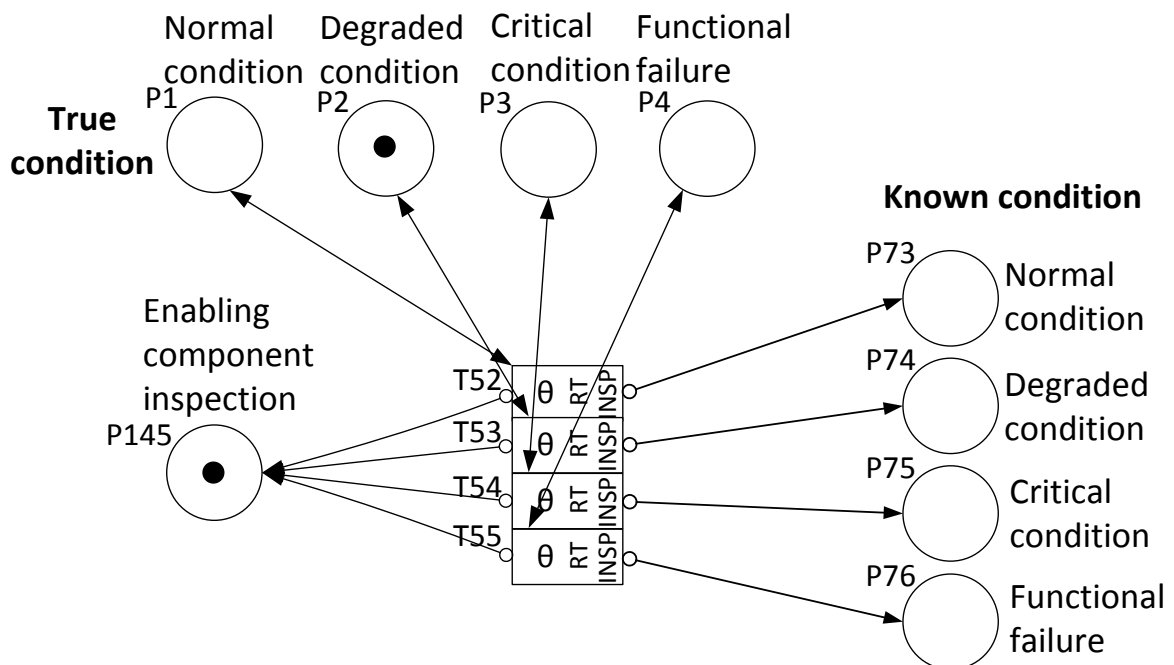 Normal
condition
Degraded
condition
Critical
condition
Functional
failure
P1
P2
P3
P4
True
condition
Known condition
P73
Normal
condition
Enabling
component
inspection
P145
T52
θ RT INSP
P74
Degraded
condition
T53
θ RT INSP
P75
Critical
condition
T54
θ RT INSP
T55
θ RT INSP
P76
Functional
failure